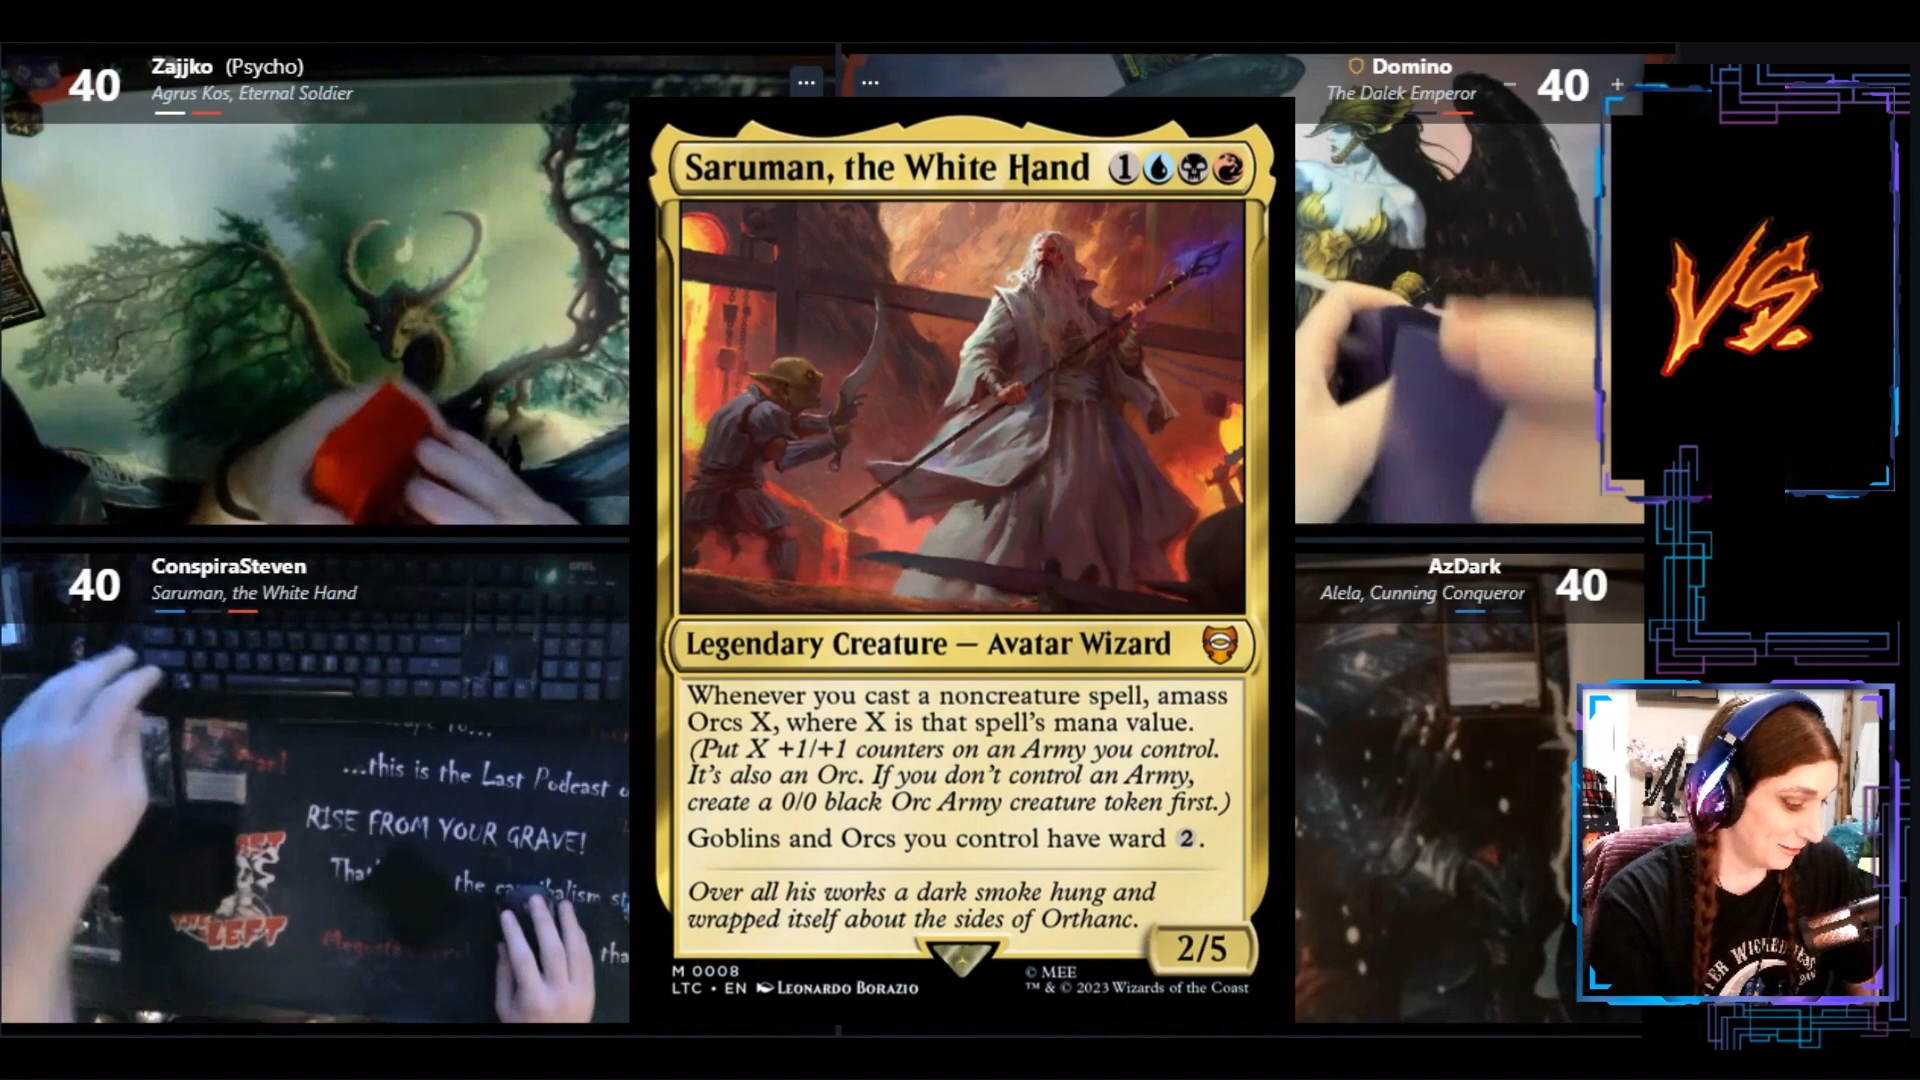 40
Zajjko (Psycho)
Agrus Kos, Eternal Soldier
Domino
The Dalek Emperor
− 40 +
VS.
Saruman, the White Hand 1
Legendary Creature — Avatar Wizard
Whenever you cast a noncreature spell, amass
Orcs X, where X is that spell's mana value.
(Put X +1/+1 counters on an Army you control.
It's also an Orc. If you don't control an Army,
create a 0/0 black Orc Army creature token first.)
Goblins and Orcs you control have ward 2.
Over all his works a dark smoke hung and
wrapped itself about the sides of Orthanc.
2/5
M 0008
LTC • EN LEONARDO BORAZIO
© MEE
™ & © 2023 Wizards of the Coast
40
ConspiraSteven
Saruman, the White Hand
...this is the Last Podcast
RISE FROM YOUR GRAVE!
the
THE LEFT
AzDark
Alela, Cunning Conqueror
40
WICKED